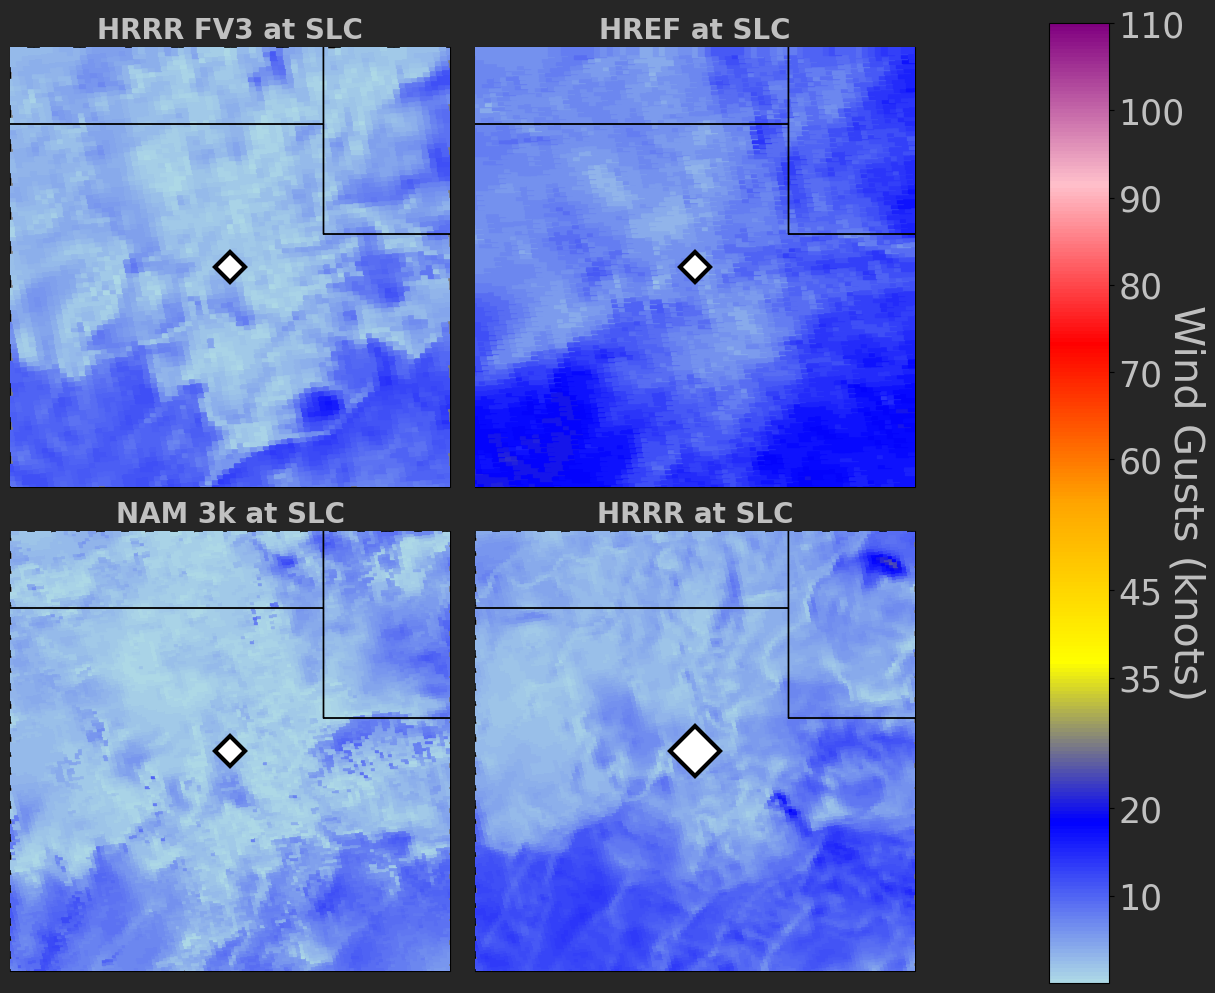 HRRR FV3 at SLC
HREF at SLC
NAM 3k at SLC
HRRR at SLC
110
100
90
80
70
60
45
35
20
10
Wind Gusts (knots)